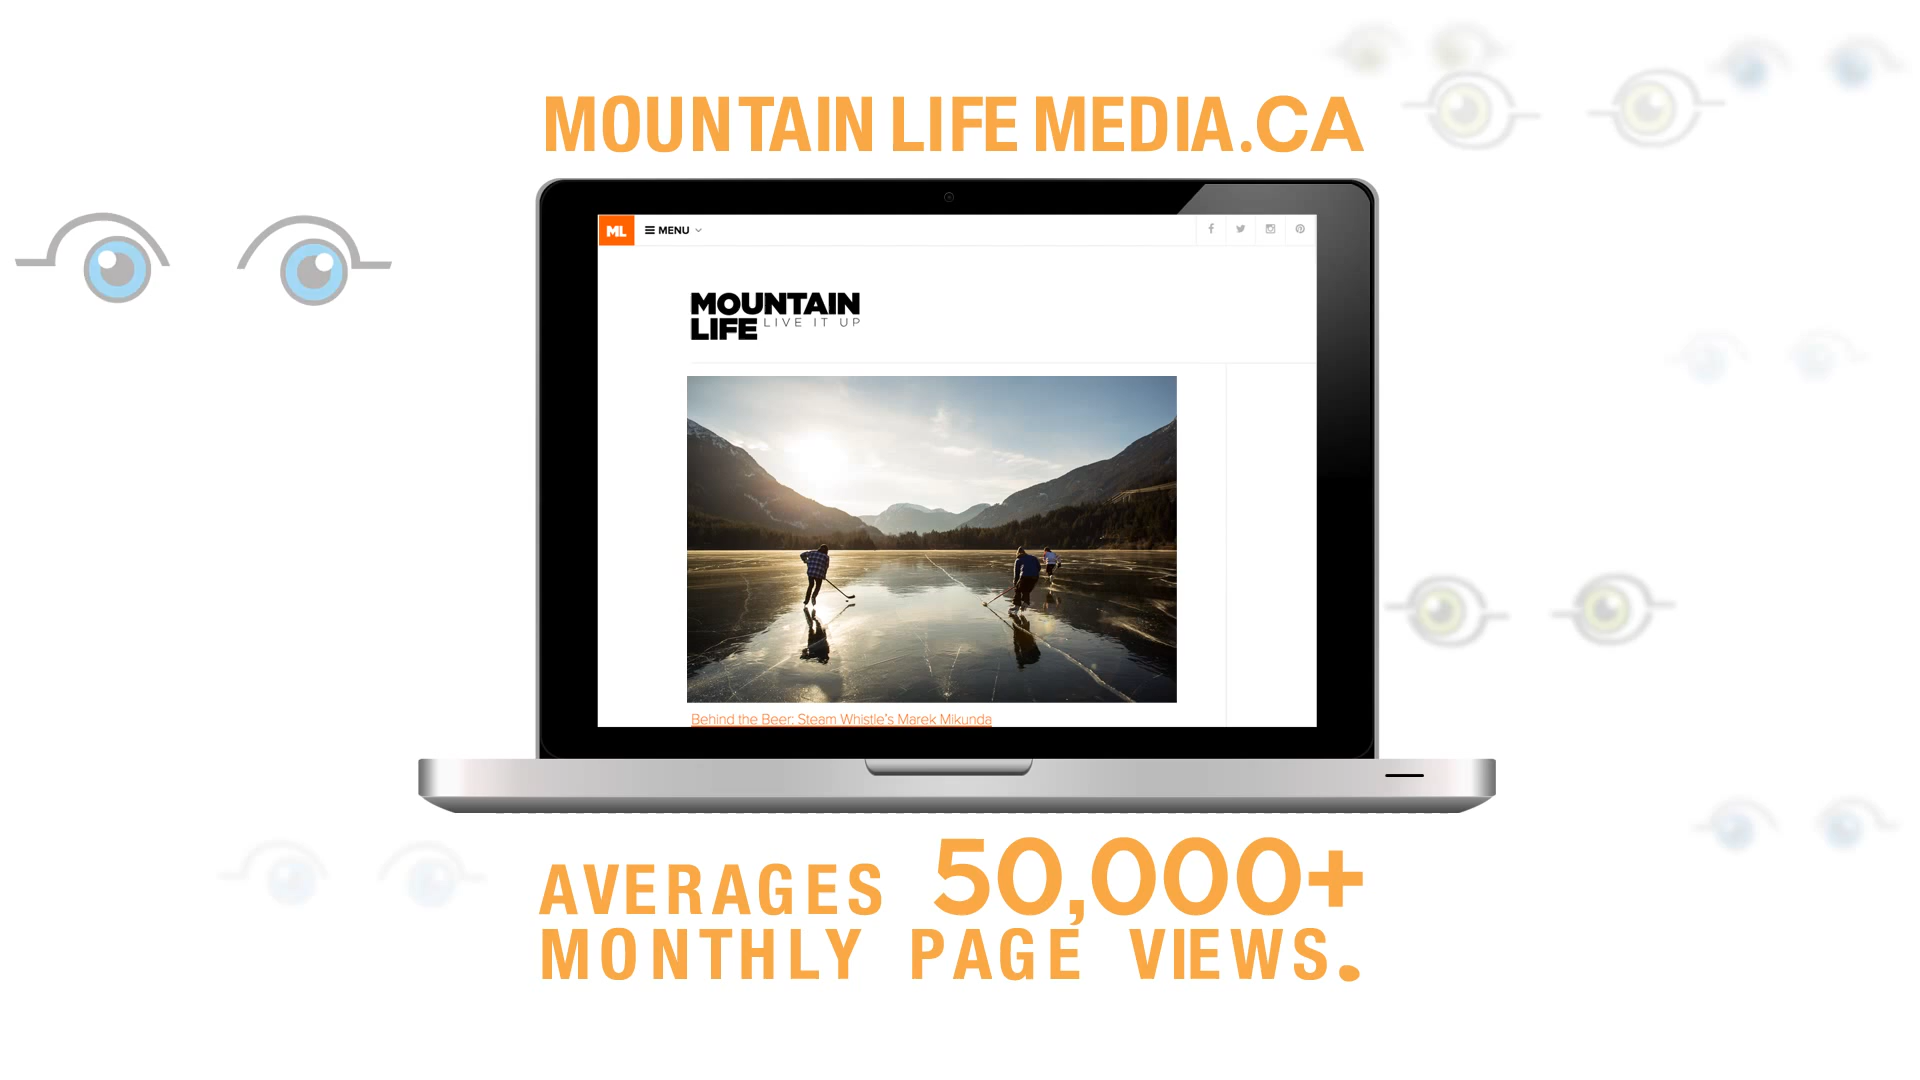 MOUNTAIN LIFE MEDIA.CA
ML MENU
MOUNTAIN
LIFE LIVE IT UP
Behind the Beer: Steam Whistle's Marek Mikunda
AVERAGES 50,000+
MONTHLY PAGE VIEWS.